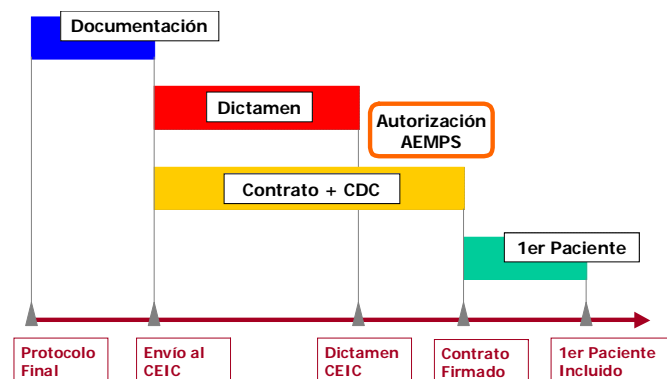 Documentación
Dictamen
Autorización
AEMPS
Contrato + CDC
1er Paciente
Protocolo
Final
Envío al
CEIC
Dictamen
CEIC
Contrato
Firmado
1er Paciente
Incluido